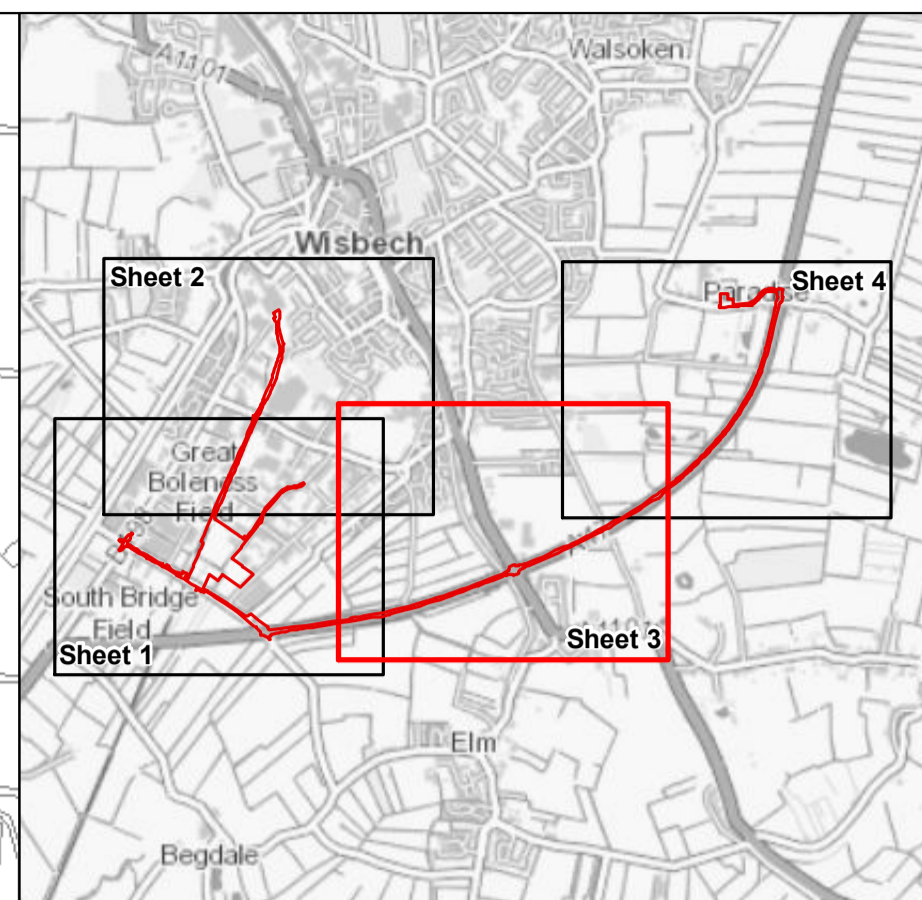 Walsoken
A1101
Wisbech
Sheet 2
Sheet 4
Paradise
Great
Boleness
Field
South Bridge
Field
Sheet 1
Sheet 3
A1101
Elm
Begdale